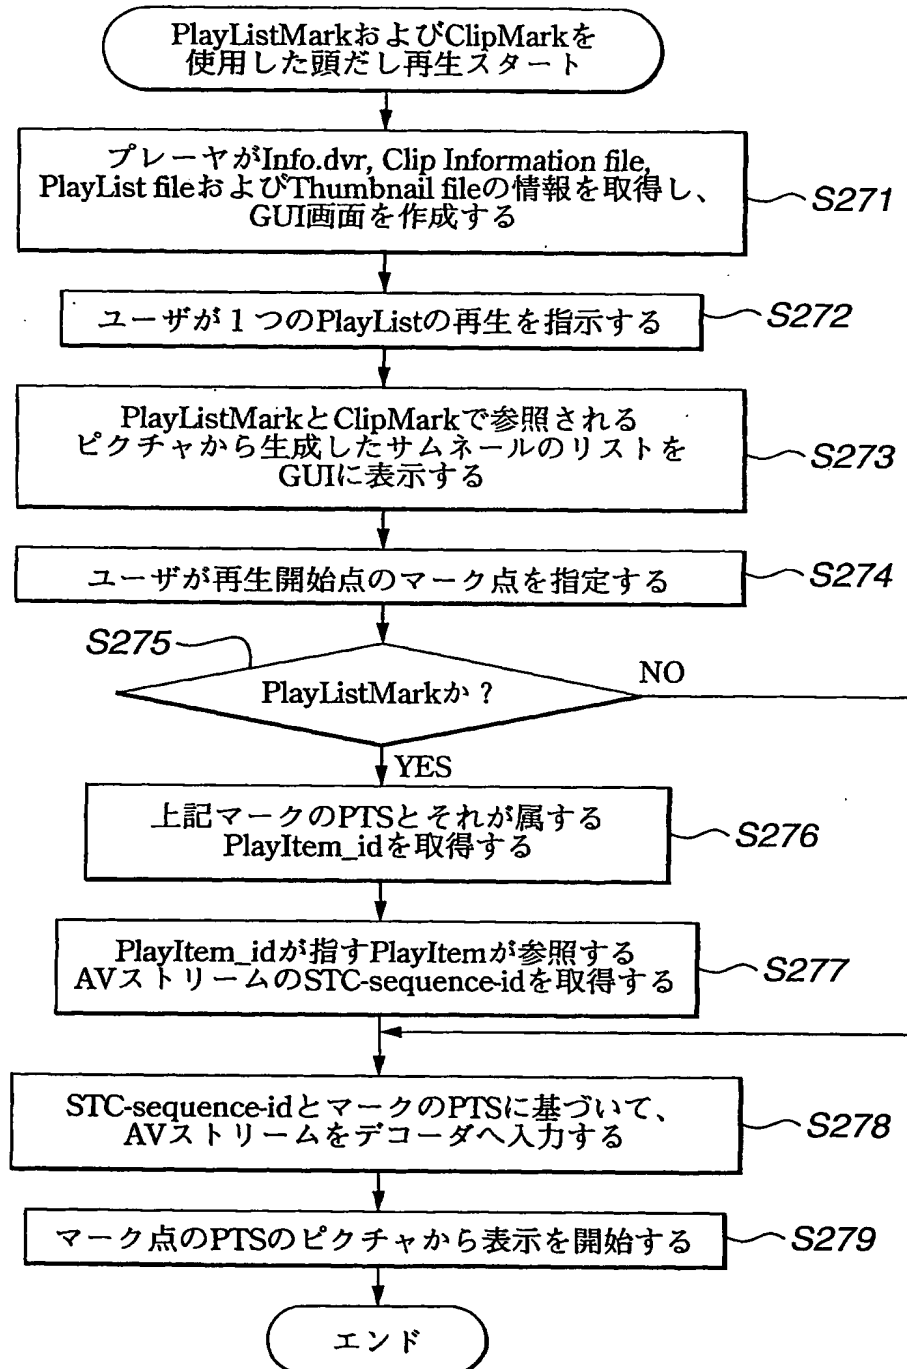 PlayListMarkおよびClipMarkを
使用した頭だし再生スタート
プレーヤがInfo.dvr, Clip Information file,
PlayList fileおよびThumbnail fileの情報を取得し、
GUI画面を作成する
S271
ユーザが1つのPlayListの再生を指示する
S272
PlayListMarkとClipMarkで参照される
ピクチャから生成したサムネールのリストを
GUIに表示する
S273
ユーザが再生開始点のマーク点を指定する
S274
S275
PlayListMarkか?
NO
YES
上記マークのPTSとそれが属する
PlayItem_idを取得する
S276
PlayItem_idが指すPlayItemが参照する
AVストリームのSTC-sequence-idを取得する
S277
STC-sequence-idとマークのPTSに基づいて、
AVストリームをデコーダへ入力する
S278
マーク点のPTSのピクチャから表示を開始する
S279
エンド